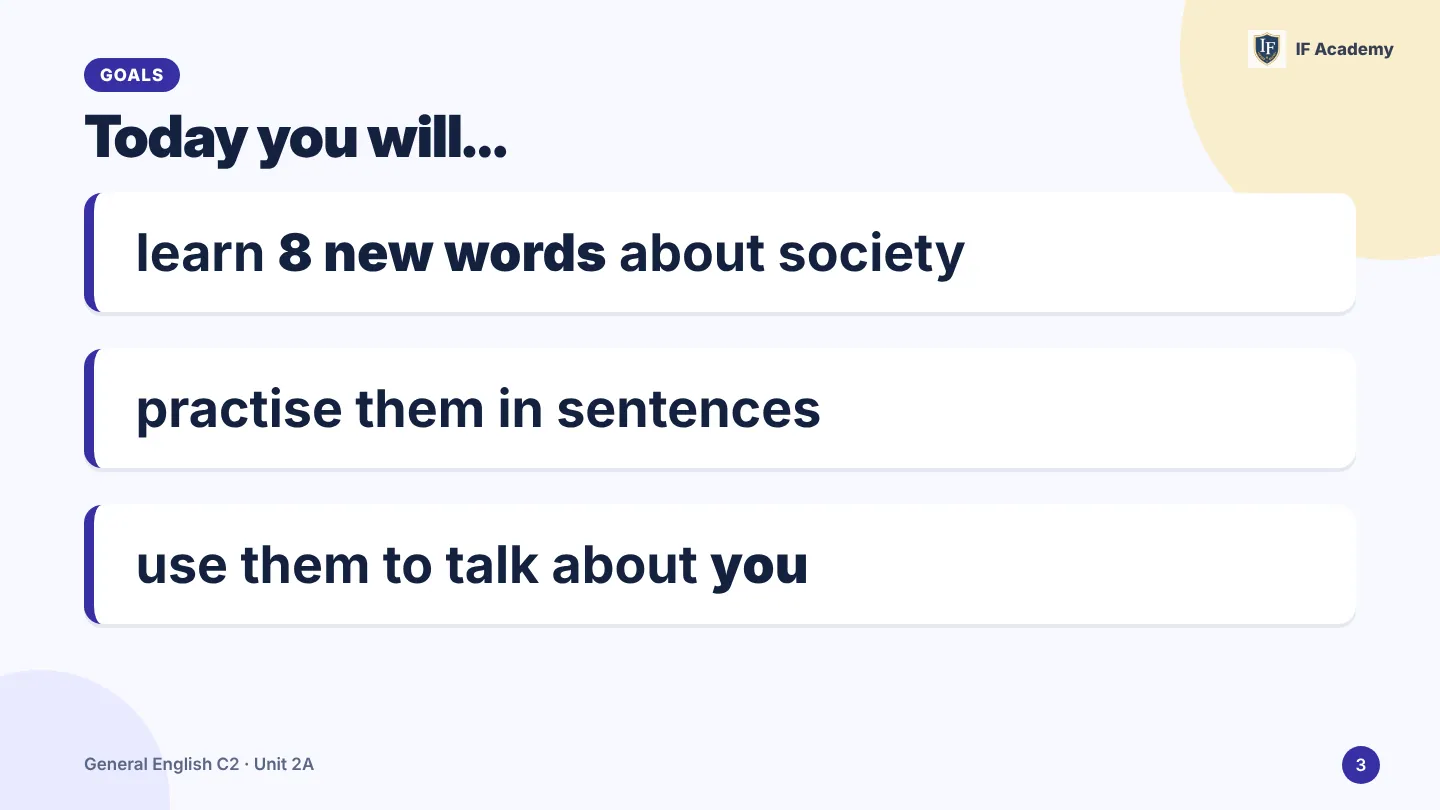 IF
IF Academy
GOALS
Today you will...
learn 8 new words about society
practise them in sentences
use them to talk about you
General English C2 · Unit 2A
3